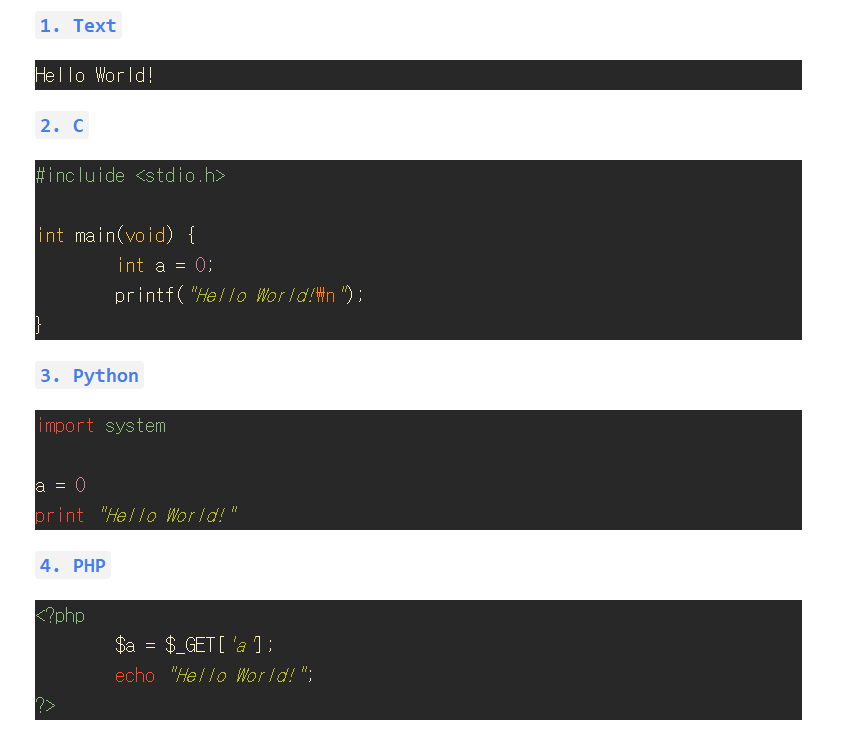 1. Text
Hello World!
2. C
#incluide <stdio.h>
int main(void) {
int a = 0;
printf("Hello World!₩n");
}
3. Python
import system
a = 0
print "Hello World!"
4. PHP
<?php
$a = $_GET['a'];
echo "Hello World!";
?>